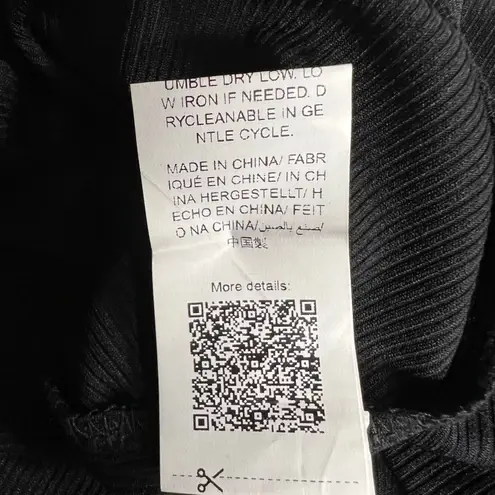 UMBLE DRY LOW. LO
W IRON IF NEEDED. D
RYCLEANABLE IN GE
NTLE CYCLE.
MADE IN CHINA/ FABR
IQUÉ EN CHINE/ IN CH
INA HERGESTELLT/ H
ECHO EN CHINA/ FEIT
O NA CHINA/صنع بالصين/
中国製
More details: